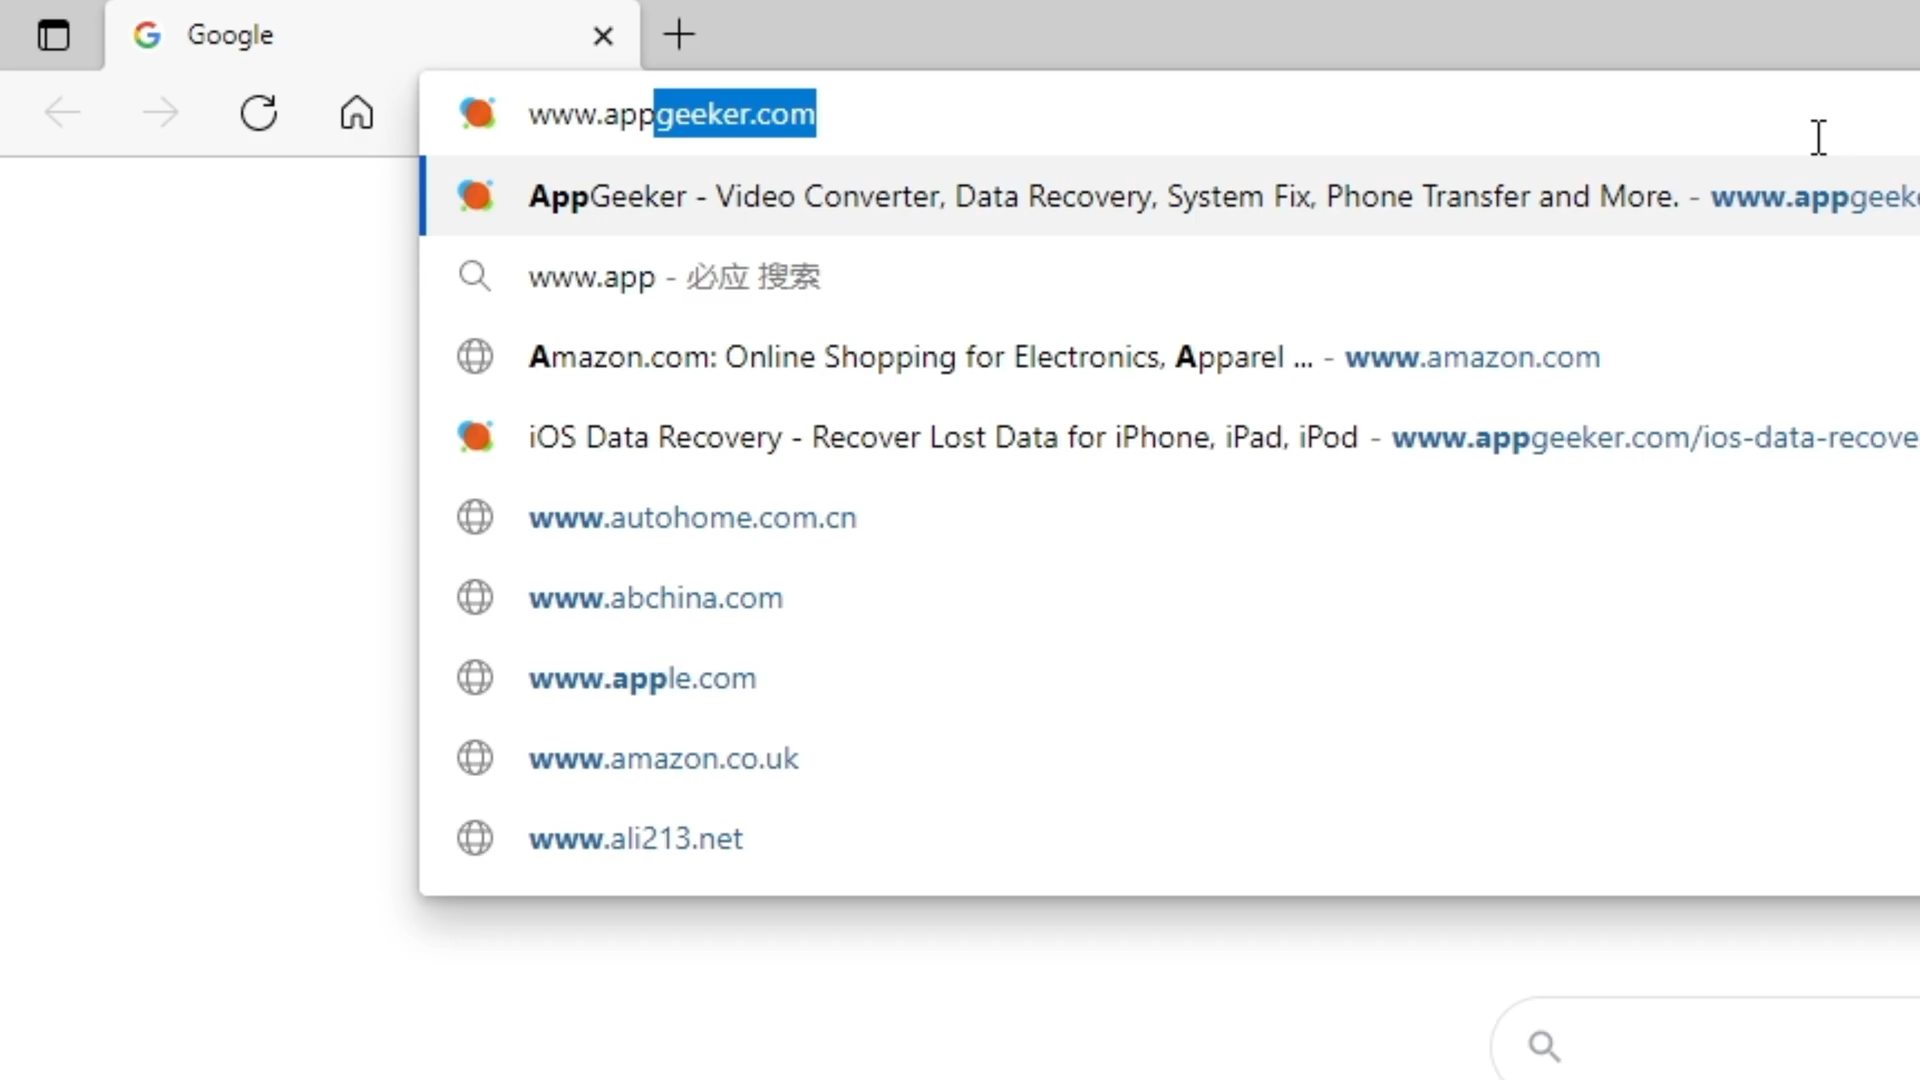 Google
www.appgeeker.com
AppGeeker - Video Converter, Data Recovery, System Fix, Phone Transfer and More. - www.appgeeke
www.app - 必应 搜索
Amazon.com: Online Shopping for Electronics, Apparel ... - www.amazon.com
iOS Data Recovery - Recover Lost Data for iPhone, iPad, iPod - www.appgeeker.com/ios-data-recove
www.autohome.com.cn
www.abchina.com
www.apple.com
www.amazon.co.uk
www.ali213.net